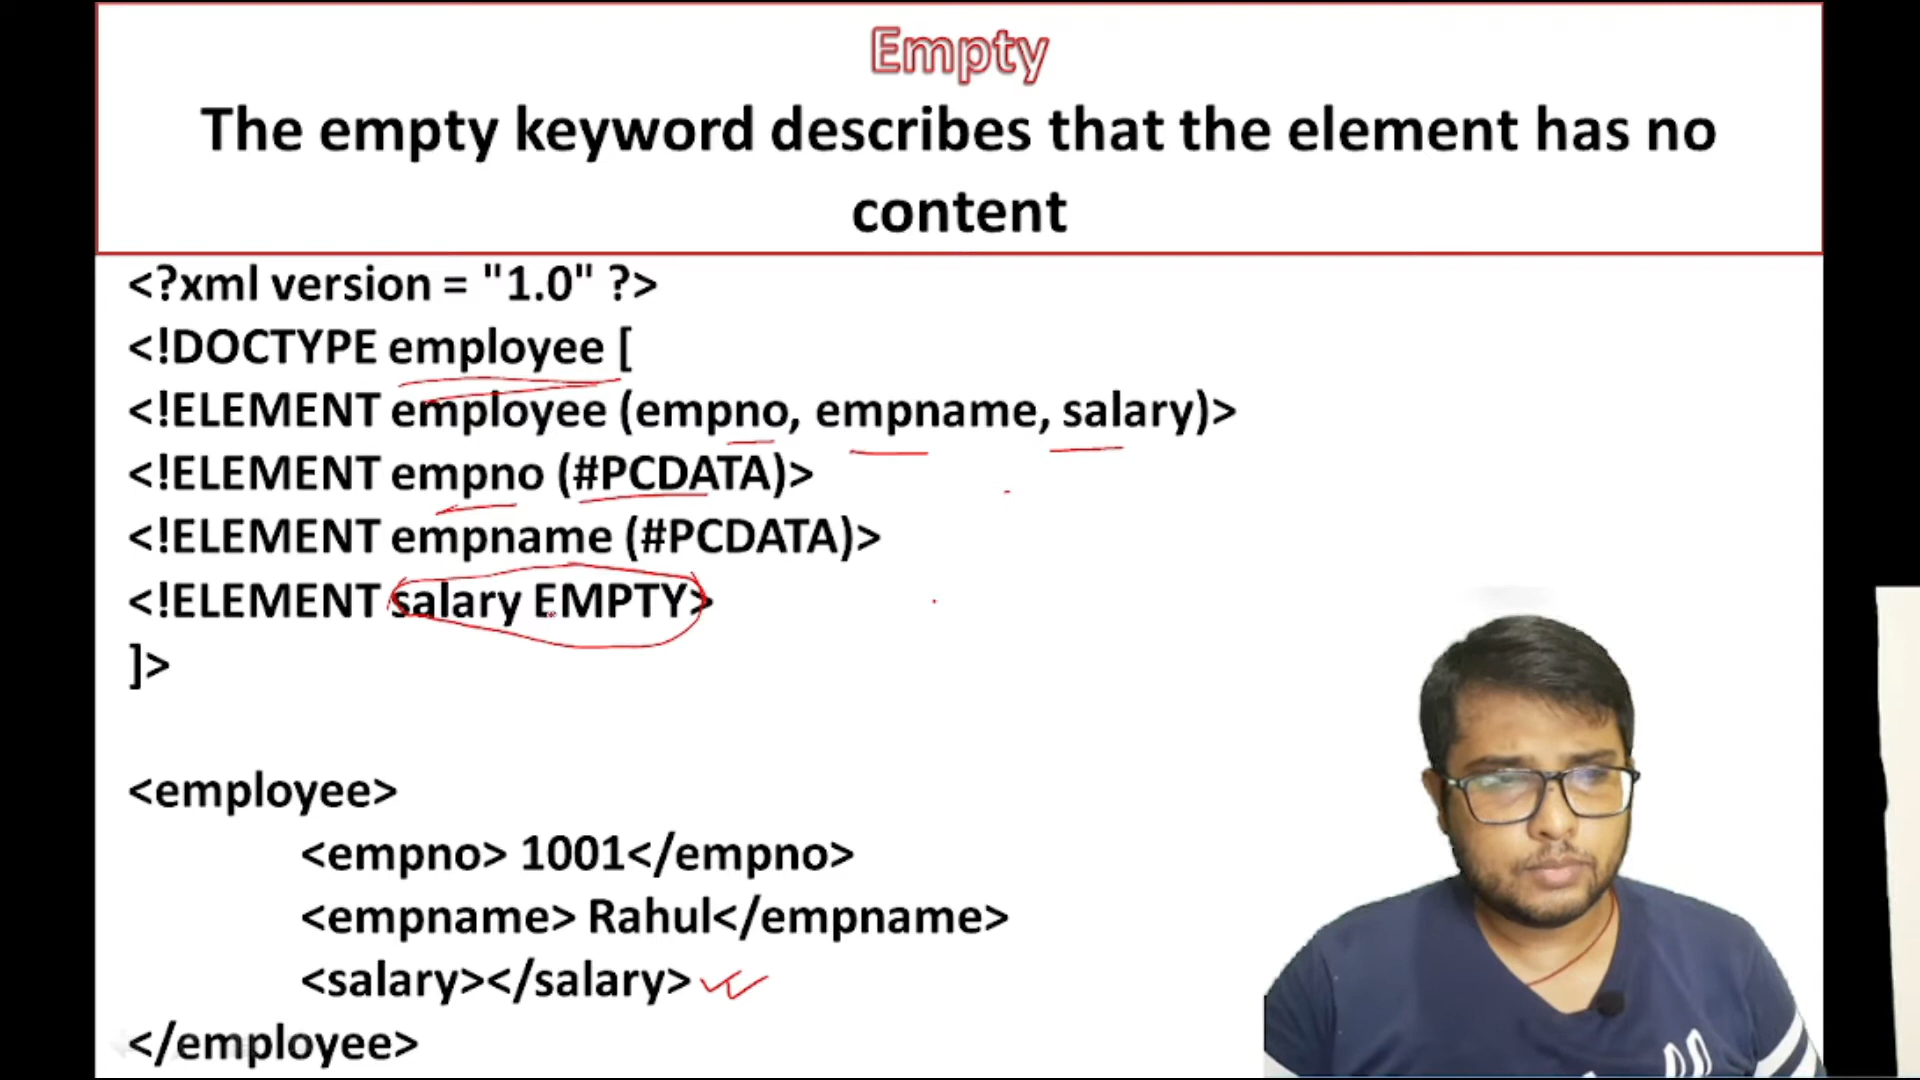 Empty
The empty keyword describes that the element has no
content
<?xml version = "1.0" ?>
<!DOCTYPE employee [
<!ELEMENT employee (empno, empname, salary)>
<!ELEMENT empno (#PCDATA)>
<!ELEMENT empname (#PCDATA)>
<!ELEMENT salary EMPTY>
]>
<employee>
<empno> 1001</empno>
<empname> Rahul</empname>
<salary></salary>
</employee>